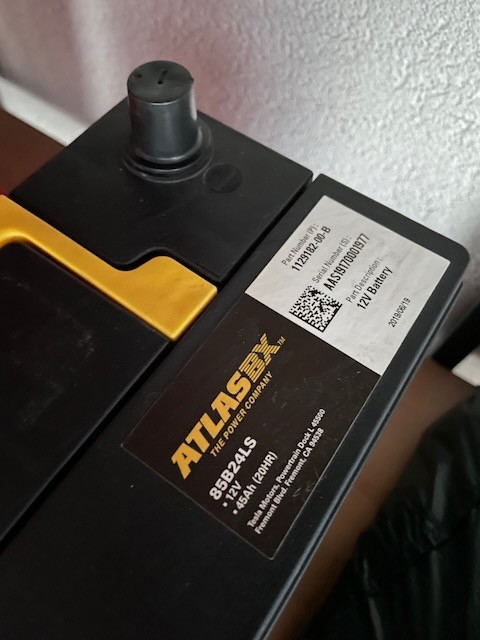 Part Number (P) :
1129182-00-B
Serial Number (S) :
AAS19170001977
Part Description :
12V Battery
2019/06/19
ATLASBX™
THE POWER COMPANY
85B24LS
• 12V
• 45Ah (20HR)
Tesla Motors, Powertrain Dock L 45500
Fremont Blvd. Fremont, CA 94538